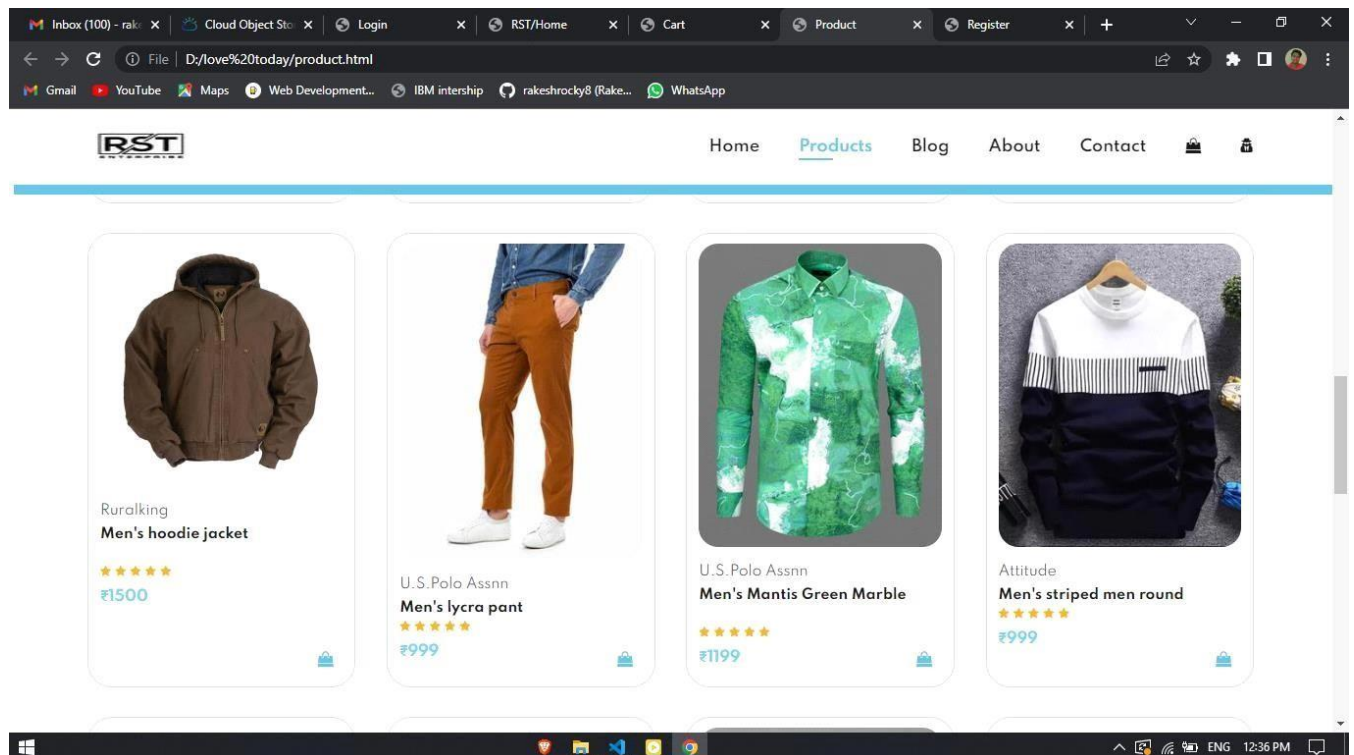 Inbox (100) - rake
Cloud Object Sto
Login
RST/Home
Cart
Product
Register
File
D:/love%20today/product.html
Gmail
YouTube
Maps
Web Development...
IBM intership
rakeshrocky8 (Rake...
WhatsApp
RST
ENTERPRISE
Home
Products
Blog
About
Contact
Ruralking
Men's hoodie jacket
₹1500
U.S.Polo Assnn
Men's lycra pant
₹999
U.S.Polo Assnn
Men's Mantis Green Marble
₹1199
Attitude
Men's striped men round
₹999
ENG
12:36 PM